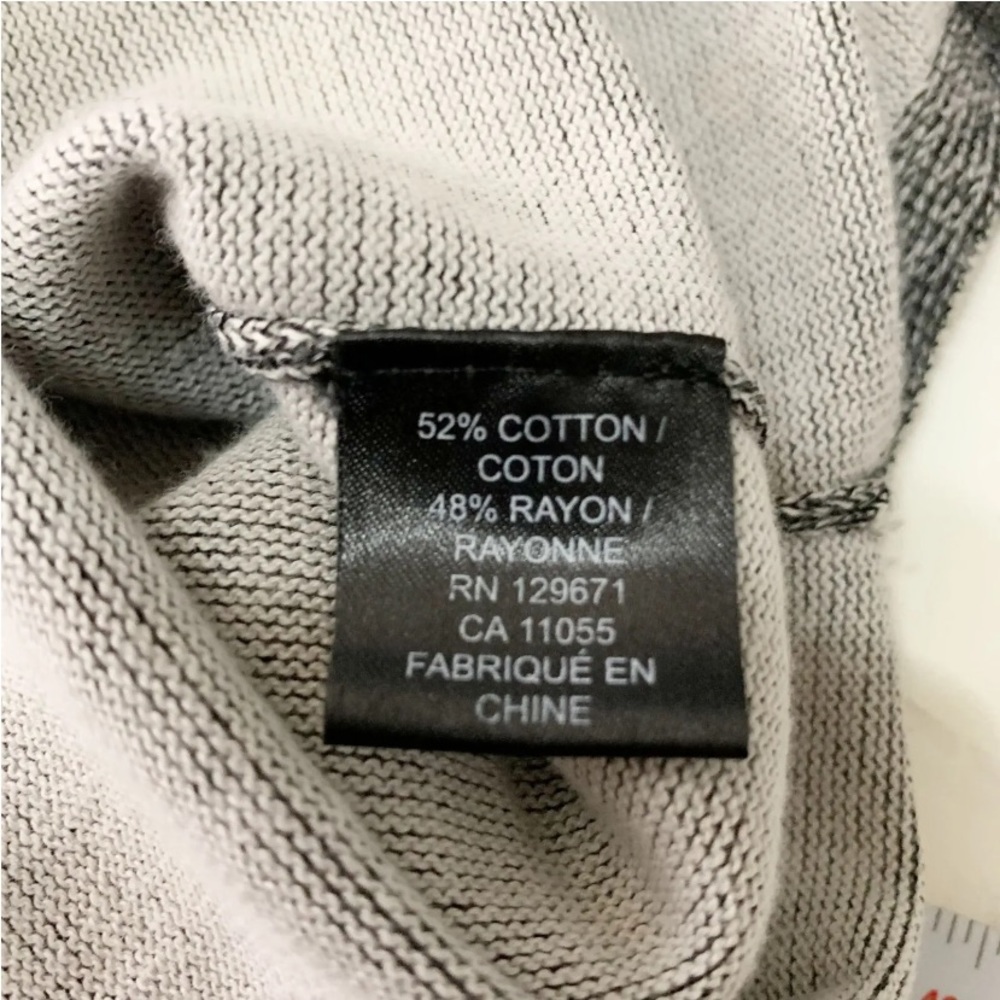 52% COTTON /
COTON
48% RAYON /
RAYONNE
RN 129671
CA 11055
FABRIQUÉ EN
CHINE